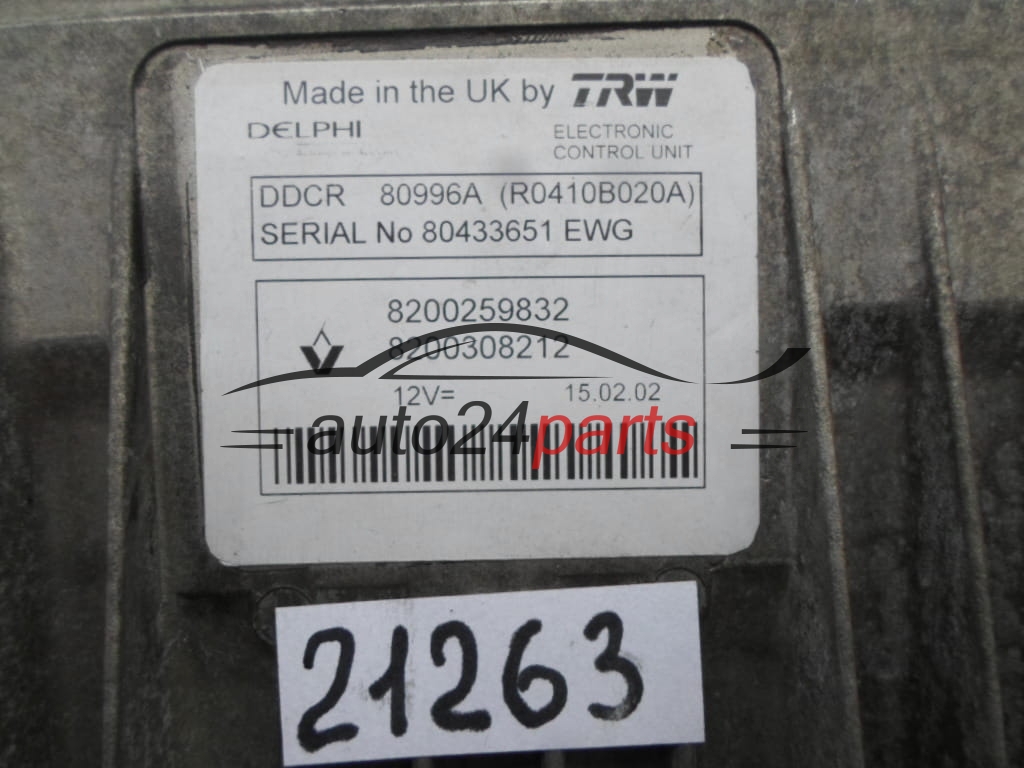 Made in the UK by TRW
DELPHI
ELECTRONIC
CONTROL UNIT
DDCR 80996A (R0410B020A)
SERIAL No 80433651 EWG
8200259832
8200308212
12V= 15.02.02
auto24parts
21263